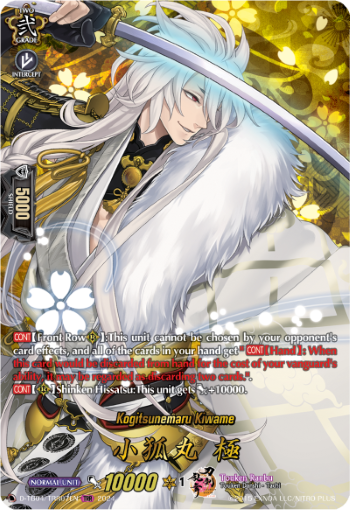 TWO
弐
GRADE
INTERCEPT
5000
SHIELD
CONT【Front Row Ⓡ】:This unit cannot be chosen by your opponent's
card effects, and all of the cards in your hand get "CONT【Hand】: When
this card would be discarded from hand for the cost of your vanguard's
ability, it may be regarded as discarding two cards.".
CONT【Ⓡ】Shinken Hissatsu:This unit gets +10000.
Kogitsunemaru Kiwame
小狐丸 極
NORMAL UNIT
10000
1
Touken Ranbu